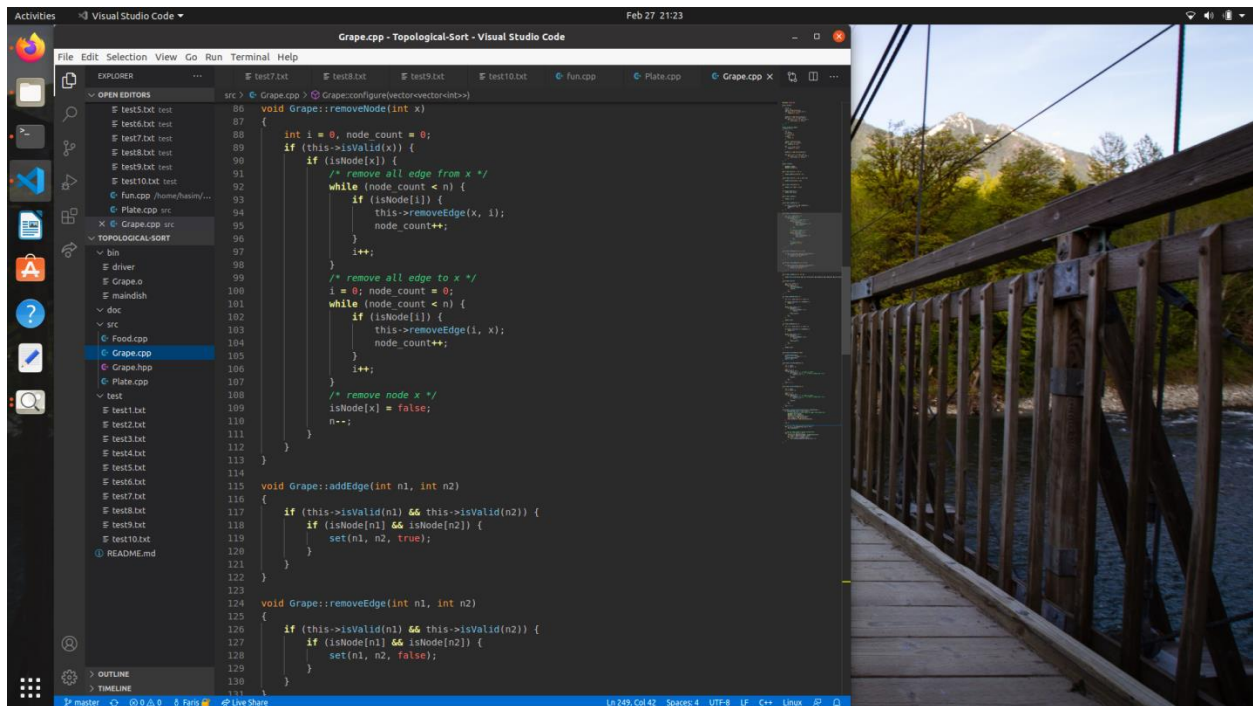 Activities
Visual Studio Code
Feb 27 21:23
Grape.cpp - Topological-Sort - Visual Studio Code
File Edit Selection View Go Run Terminal Help
EXPLORER
OPEN EDITORS
test5.txt test
test6.txt test
test7.txt test
test8.txt test
test9.txt test
test10.txt test
fun.cpp /home/hasim/...
Plate.cpp src
Grape.cpp src
TOPOLOGICAL-SORT
bin
driver
Grape.o
maindish
doc
src
Food.cpp
Grape.cpp
Grape.hpp
Plate.cpp
test
test1.txt
test2.txt
test3.txt
test4.txt
test5.txt
test6.txt
test7.txt
test8.txt
test9.txt
test10.txt
README.md
OUTLINE
TIMELINE
test7.txt test8.txt test9.txt test10.txt fun.cpp Plate.cpp Grape.cpp
src > Grape.cpp > Grape::configure(vector<vector<int>>)
86 void Grape::removeNode(int x)
87 {
88 int i = 0, node_count = 0;
89 if (this->isValid(x)) {
90 if (isNode[x]) {
91 /* remove all edge from x */
92 while (node_count < n) {
93 if (isNode[i]) {
94 this->removeEdge(x, i);
95 node_count++;
96 }
97 i++;
98 }
99 /* remove all edge to x */
100 i = 0; node_count = 0;
101 while (node_count < n) {
102 if (isNode[i]) {
103 this->removeEdge(i, x);
104 node_count++;
105 }
106 i++;
107 }
108 /* remove node x */
109 isNode[x] = false;
110 n--;
111 }
112 }
113 }
114
115 void Grape::addEdge(int n1, int n2)
116 {
117 if (this->isValid(n1) && this->isValid(n2)) {
118 if (isNode[n1] && isNode[n2]) {
119 set(n1, n2, true);
120 }
121 }
122 }
123
124 void Grape::removeEdge(int n1, int n2)
125 {
126 if (this->isValid(n1) && this->isValid(n2)) {
127 if (isNode[n1] && isNode[n2]) {
128 set(n1, n2, false);
129 }
130 }
131 }
master 0 0 Faris Live Share Ln 249, Col 42 Spaces: 4 UTF-8 LF C++ Linux